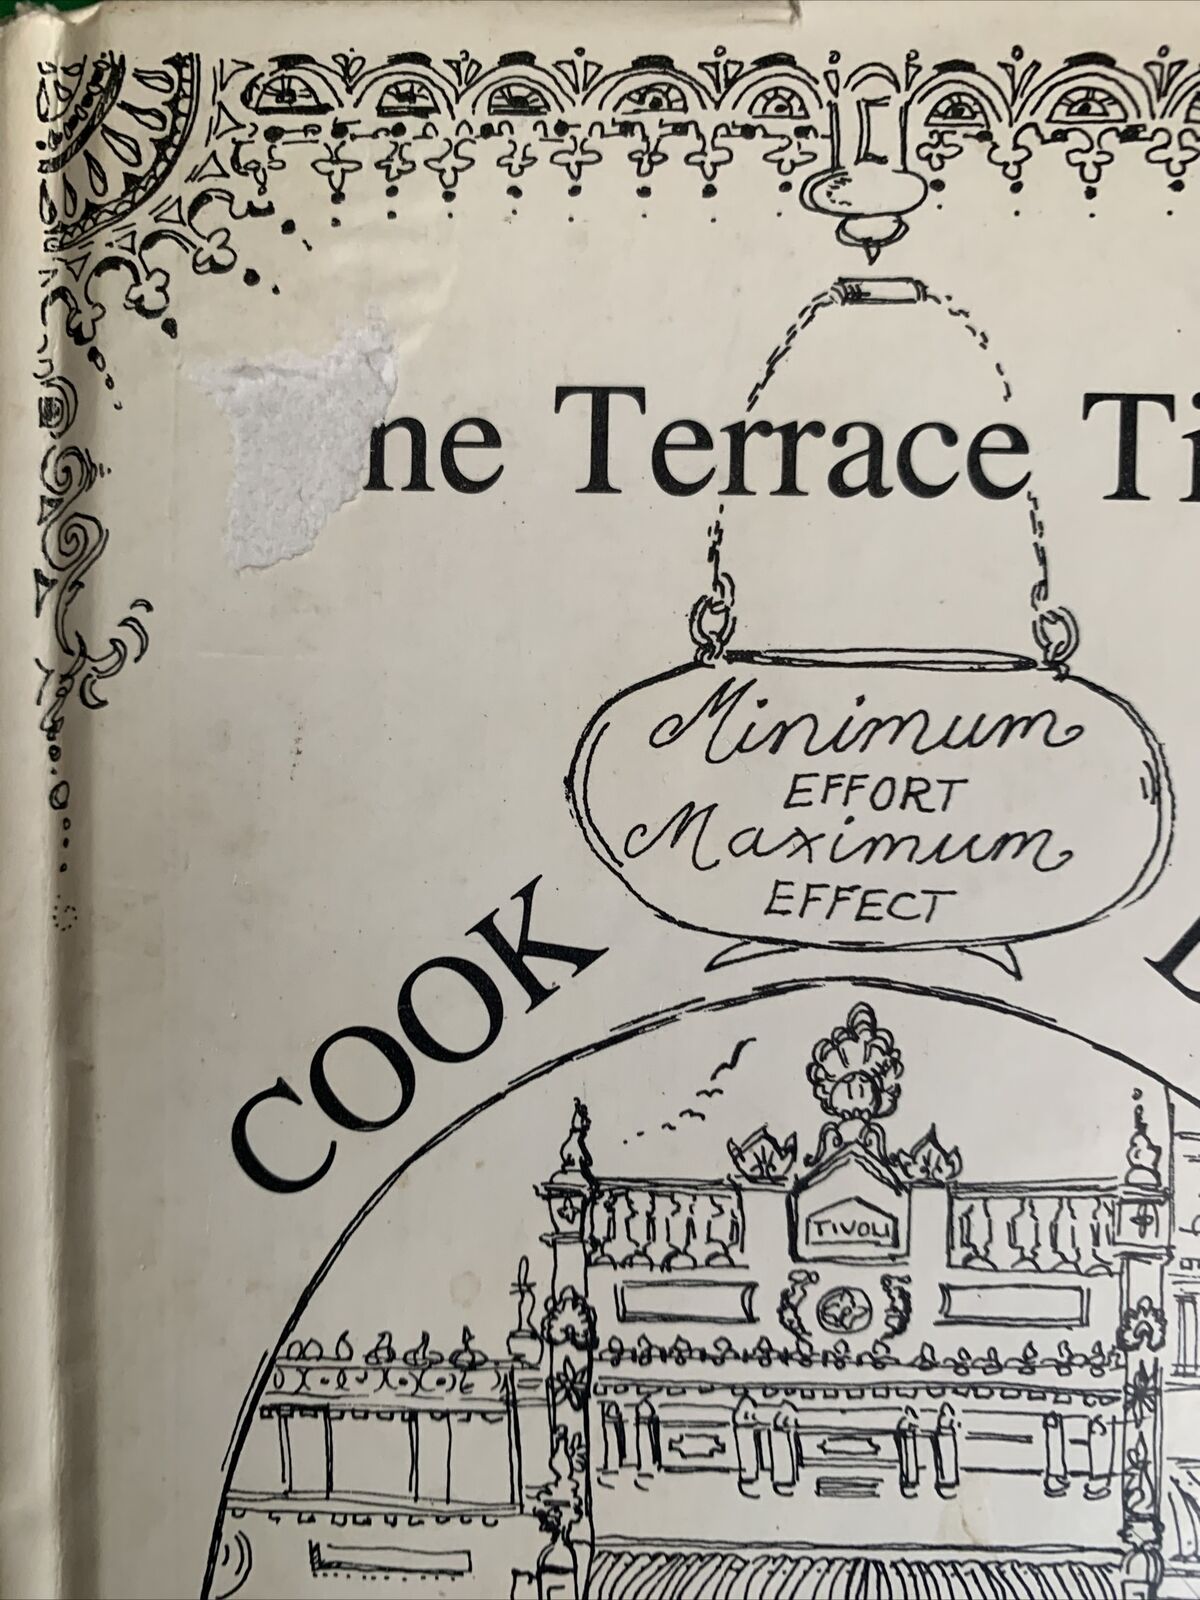 ne Terrace Ti
Minimum
EFFORT
Maximum
EFFECT
COOK
TIVOLI